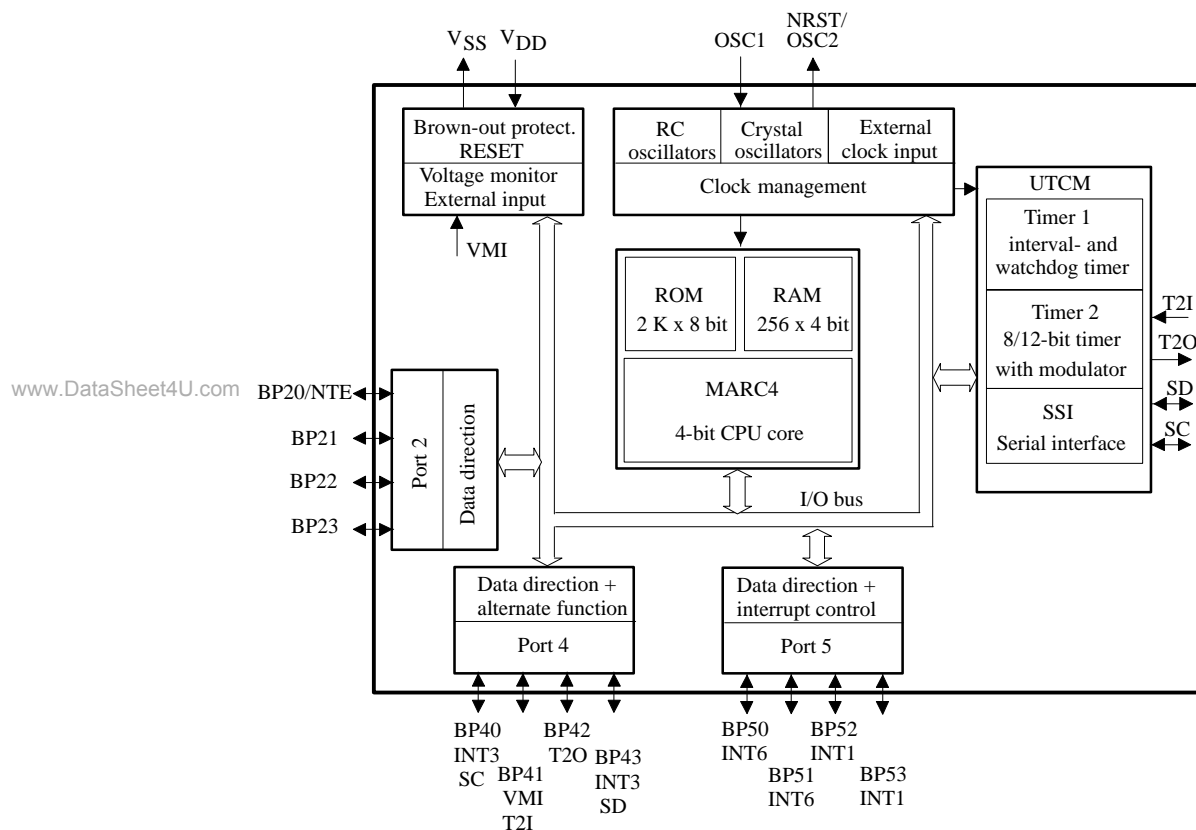 VSS
VDD
OSC1
NRST/
OSC2
Brown-out protect.
RESET
Voltage monitor
External input
VMI
RC
oscillators
Crystal
oscillators
External
clock input
Clock management
UTCM
Timer 1
interval- and
watchdog timer
Timer 2
8/12-bit timer
with modulator
SSI
Serial interface
T2I
T2O
SD
SC
ROM
2 K x 8 bit
RAM
256 x 4 bit
MARC4
4-bit CPU core
I/O bus
www.DataSheet4U.com
BP20/NTE
BP21
BP22
BP23
Port 2
Data direction
Data direction +
alternate function
Port 4
Data direction +
interrupt control
Port 5
BP40
INT3
SC
BP41
VMI
T2I
BP42
T2O
BP43
INT3
SD
BP50
INT6
BP51
INT6
BP52
INT1
BP53
INT1